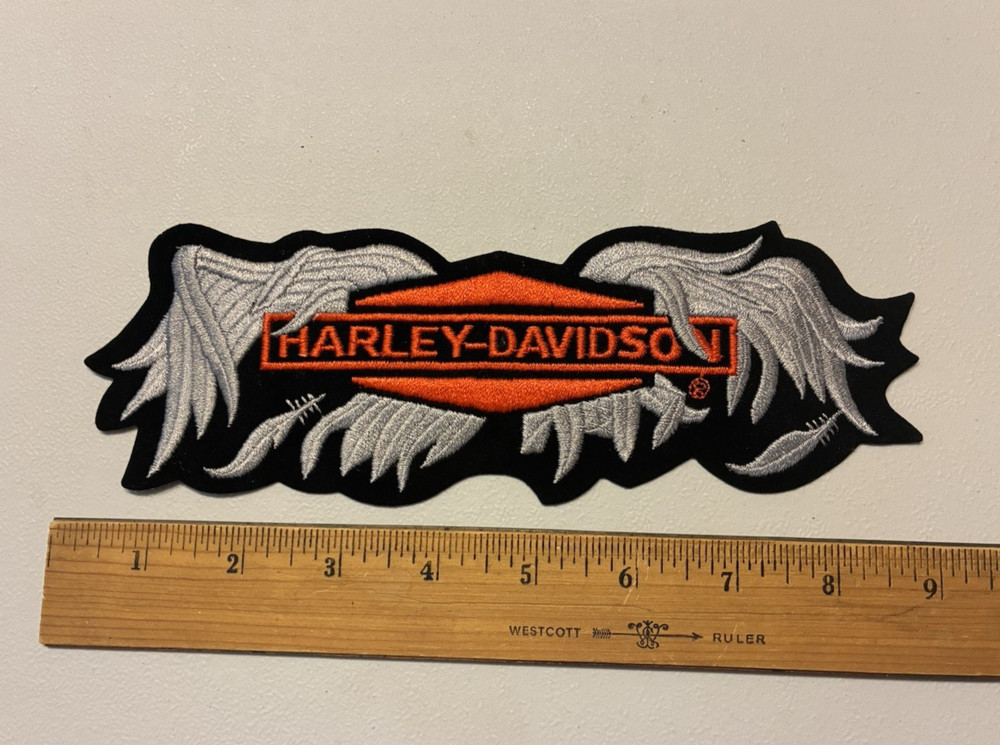 HARLEY-DAVIDSON
®
1 2 3 4 5 6 7 8 9
WESTCOTT RULER